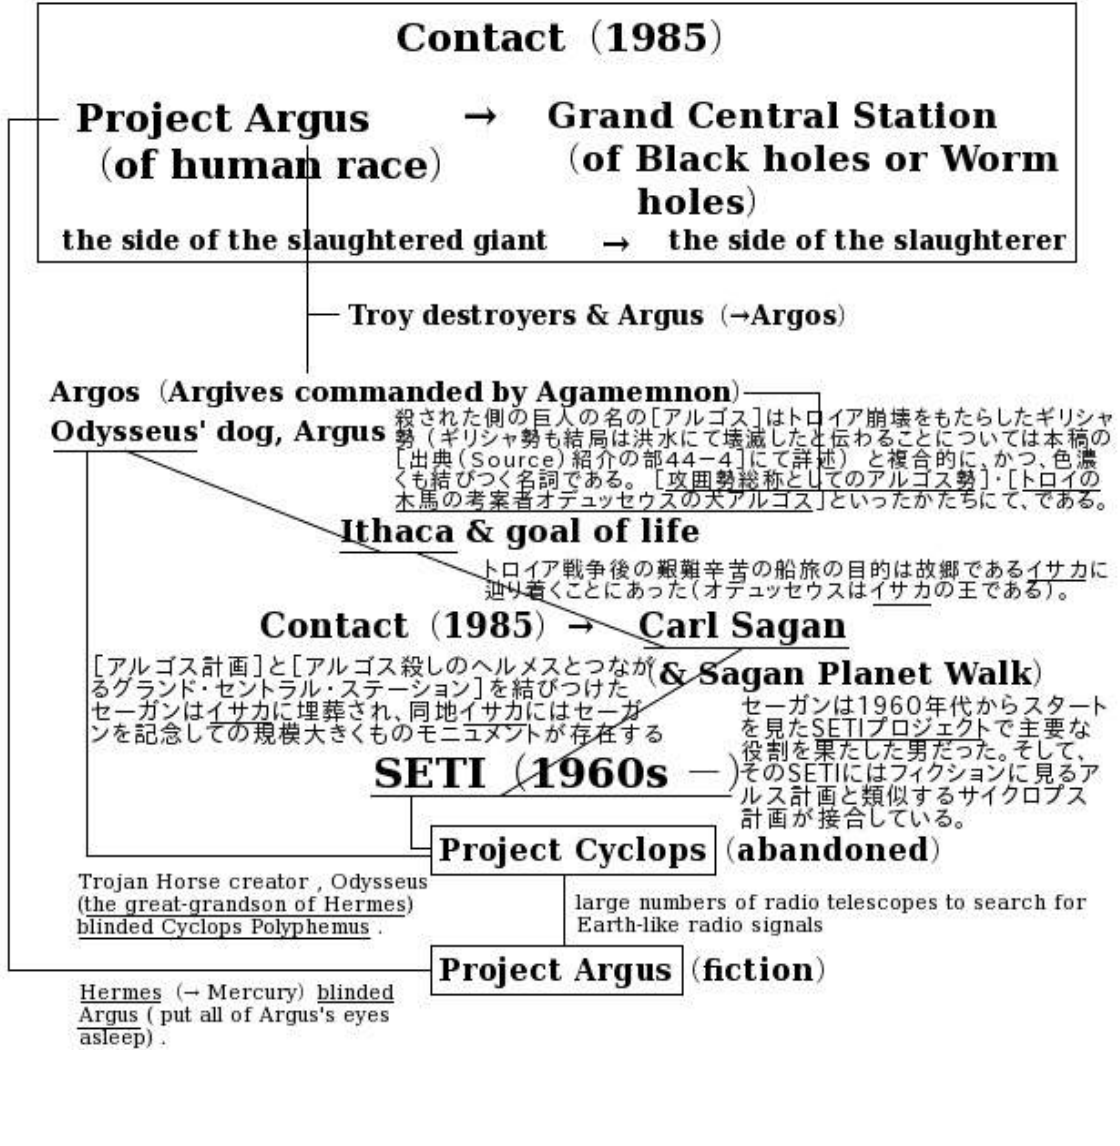 Contact（1985）
Project Argus → Grand Central Station
（of human race） （of Black holes or Worm
holes）
the side of the slaughtered giant → the side of the slaughterer
Troy destroyers & Argus（→Argos）
Argos（Argives commanded by Agamemnon）
Odysseus' dog, Argus
殺された側の巨人の名の[アルゴス]はトロイア崩壊をもたらしたギリシャ
勢（ギリシャ勢も結局は洪水にて壊滅したと伝わることについては本稿の
[出典(Source)紹介の部44－4]にて詳述） と複合的に、かつ、色濃
くも結びつく名詞である。 [攻囲勢総称としてのアルゴス勢]・[トロイの
木馬の考案者オデュッセウスの犬アルゴス]といったかたちにて、である。
Ithaca & goal of life
トロイア戦争後の艱難辛苦の船旅の目的は故郷であるイサカに
辿り着くことにあった(オデュッセウスはイサカの王である)。
Contact（1985）→ Carl Sagan
(& Sagan Planet Walk）
[アルゴス計画]と[アルゴス殺しのヘルメスとつなが
るグランド・セントラル・ステーション]を結びつけた
セーガンはイサカに埋葬され、同地イサカにはセーガ
ンを記念しての規模大きくものモニュメントが存在する
セーガンは1960年代からスタート
を見たSETIプロジェクトで主要な
役割を果たした男だった。そして、
そのSETIにはフィクションに見るア
ルス計画と類似するサイクロプス
計画が接合している。
SETI（1960s ―）
Project Cyclops（abandoned）
Trojan Horse creator , Odysseus
(the great-grandson of Hermes)
blinded Cyclops Polyphemus .
large numbers of radio telescopes to search for
Earth-like radio signals
Project Argus（fiction）
Hermes （→ Mercury） blinded
Argus ( put all of Argus's eyes
asleep) .